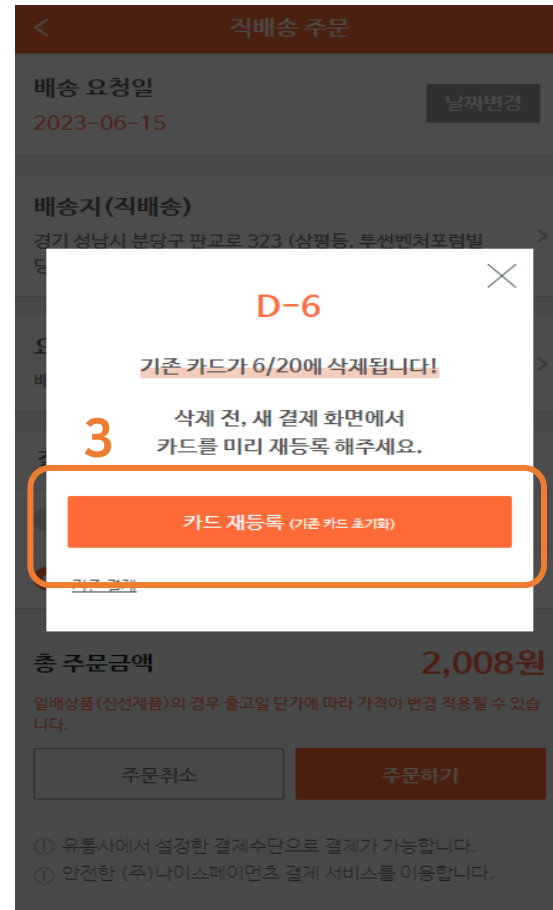 < 직배송 주문
배송 요청일
2023-06-15
날짜변경
배송지(직배송)
경기 성남시 분당구 판교로 323 (삼평동, 투썬벤처포럼빌
D-6
기존 카드가 6/20에 삭제됩니다!
삭제 전, 새 결제 화면에서
카드를 미리 재등록 해주세요.
3
카드 재등록 (기존 카드 초기화)
기존 결제
총 주문금액
2,008원
일배상품(신선제품)의 경우 출고일 단가에 따라 가격이 변경 적용될 수 있습
니다.
주문취소
주문하기
① 유통사에서 설정한 결제수단으로 결제가 가능합니다.
① 안전한 (주)나이스페이먼츠 결제 서비스를 이용합니다.